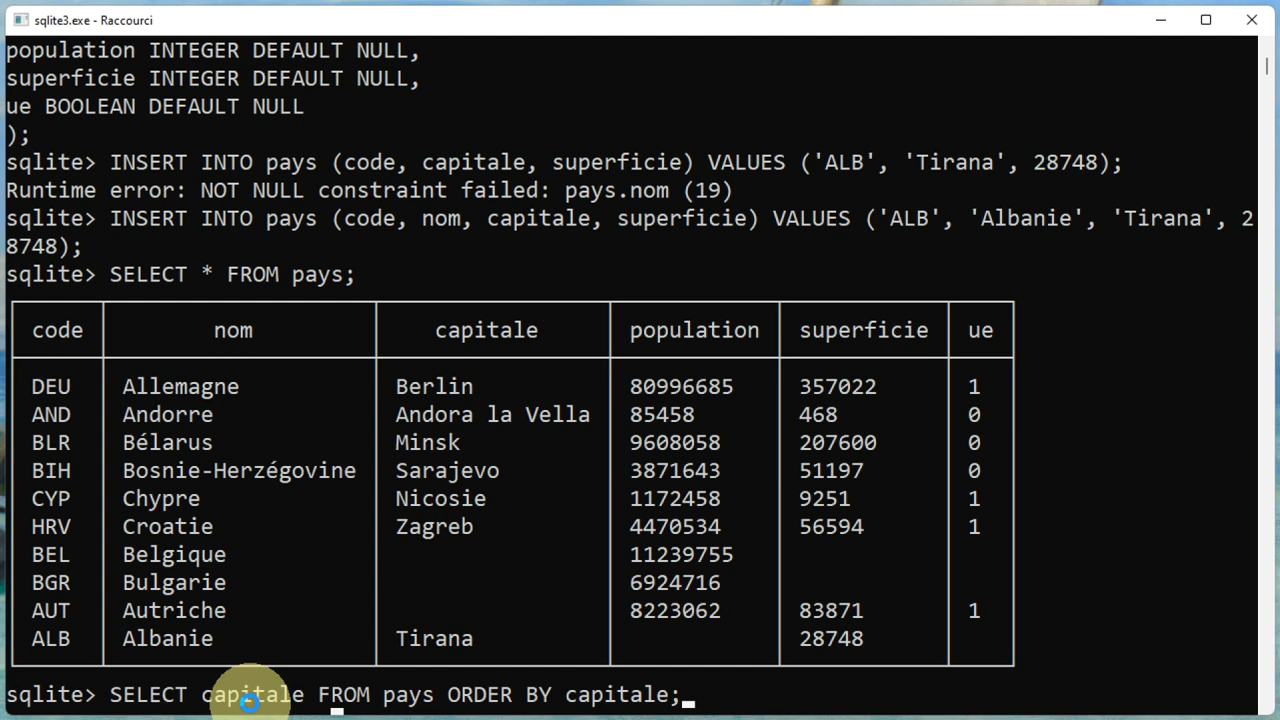 sqlite3.exe - Raccourci
population INTEGER DEFAULT NULL,
superficie INTEGER DEFAULT NULL,
ue BOOLEAN DEFAULT NULL
);
sqlite> INSERT INTO pays (code, capitale, superficie) VALUES ('ALB', 'Tirana', 28748);
Runtime error: NOT NULL constraint failed: pays.nom (19)
sqlite> INSERT INTO pays (code, nom, capitale, superficie) VALUES ('ALB', 'Albanie', 'Tirana', 2
8748);
sqlite> SELECT * FROM pays;
code nom capitale population superficie ue
DEU Allemagne Berlin 80996685 357022 1
AND Andorre Andora la Vella 85458 468 0
BLR Bélarus Minsk 9608058 207600 0
BIH Bosnie-Herzégovine Sarajevo 3871643 51197 0
CYP Chypre Nicosie 1172458 9251 1
HRV Croatie Zagreb 4470534 56594 1
BEL Belgique 11239755
BGR Bulgarie 6924716
AUT Autriche 8223062 83871 1
ALB Albanie Tirana 28748
sqlite> SELECT capitale FROM pays ORDER BY capitale;